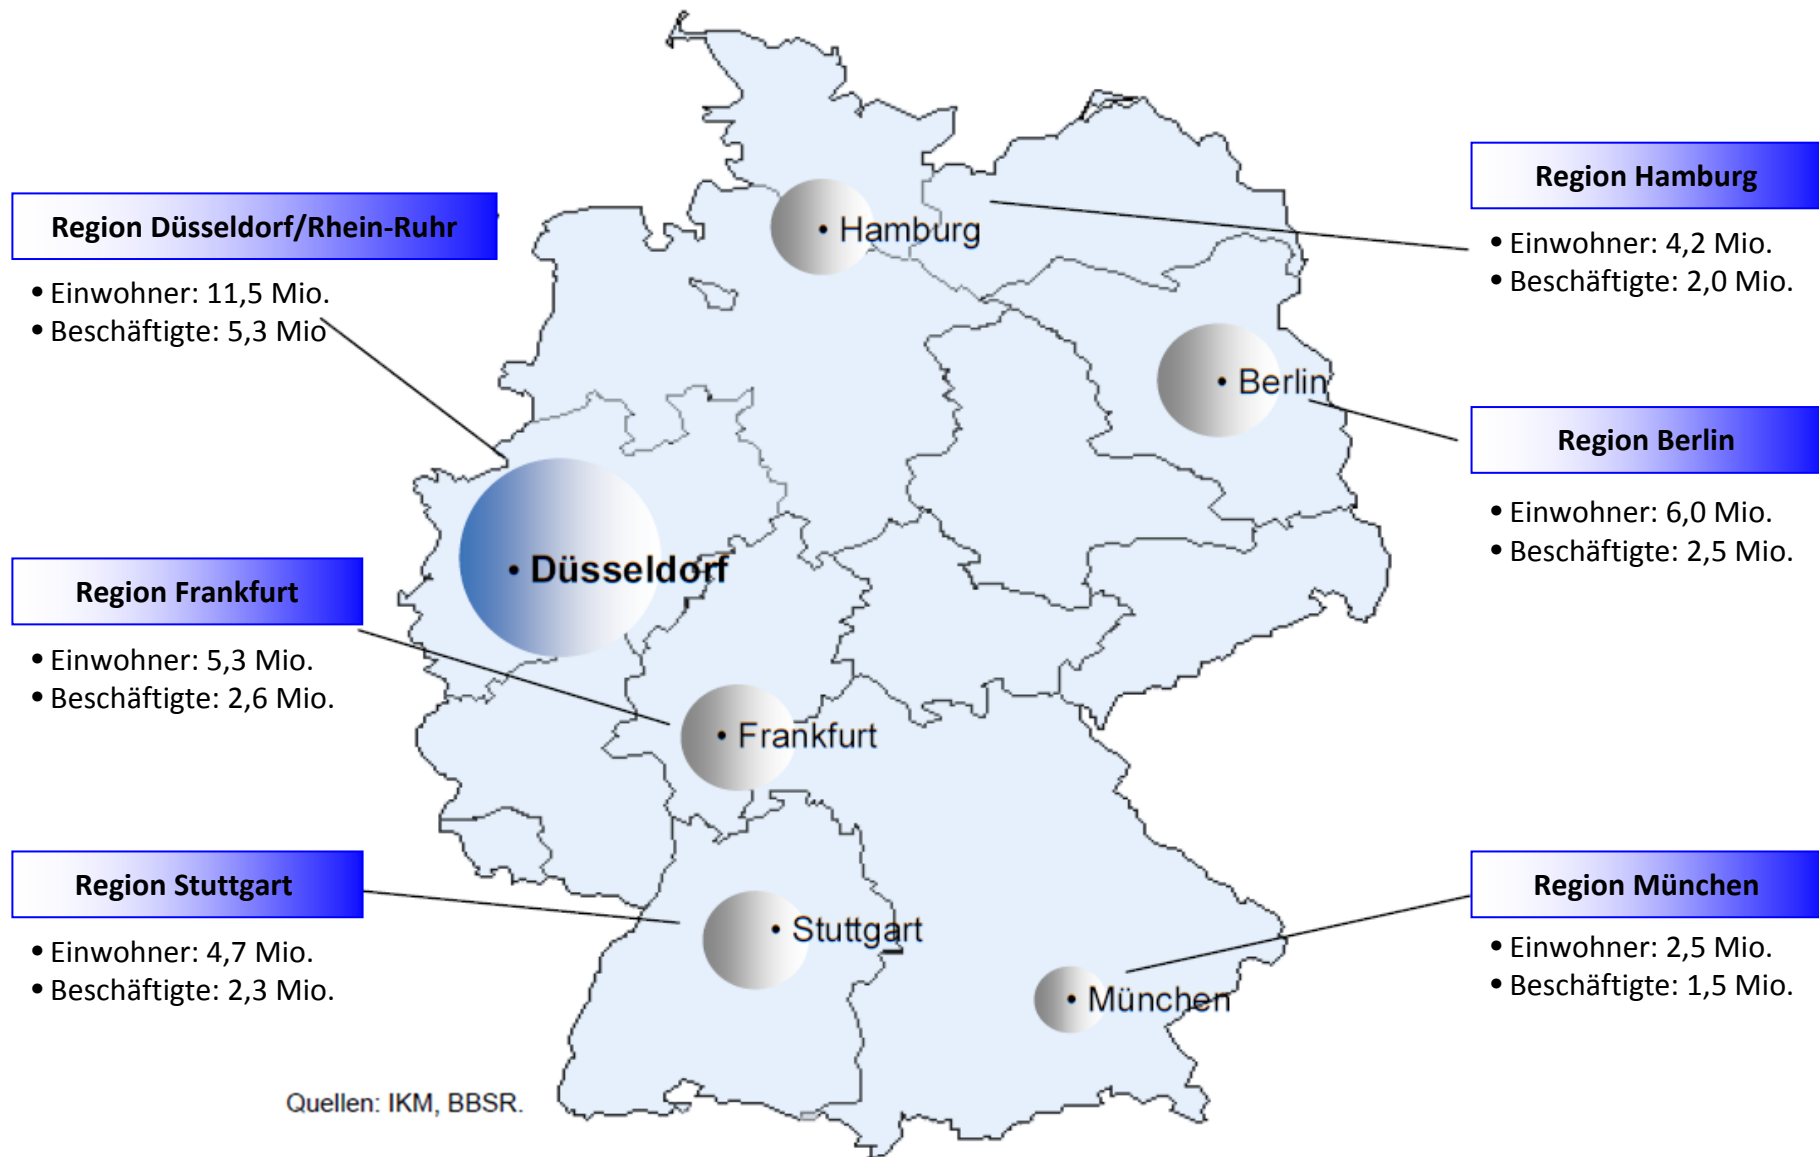 Region Düsseldorf/Rhein-Ruhr
• Einwohner: 11,5 Mio.
• Beschäftigte: 5,3 Mio
Region Frankfurt
• Einwohner: 5,3 Mio.
• Beschäftigte: 2,6 Mio.
Region Stuttgart
• Einwohner: 4,7 Mio.
• Beschäftigte: 2,3 Mio.
• Hamburg
• Berlin
• Düsseldorf
• Frankfurt
• Stuttgart
• München
Region Hamburg
• Einwohner: 4,2 Mio.
• Beschäftigte: 2,0 Mio.
Region Berlin
• Einwohner: 6,0 Mio.
• Beschäftigte: 2,5 Mio.
Region München
• Einwohner: 2,5 Mio.
• Beschäftigte: 1,5 Mio.
Quellen: IKM, BBSR.